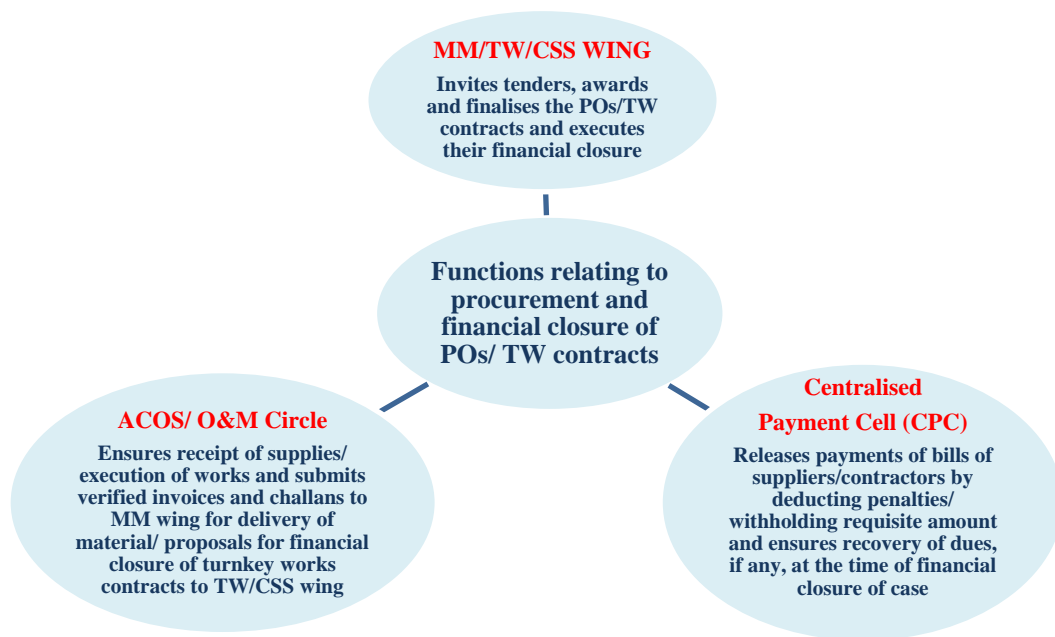 MM/TW/CSS WING
Invites tenders, awards
and finalises the POs/TW
contracts and executes
their financial closure
Functions relating to
procurement and
financial closure of
POs/ TW contracts
ACOS/ O&M Circle
Ensures receipt of supplies/
execution of works and submits
verified invoices and challans to
MM wing for delivery of
material/ proposals for financial
closure of turnkey works
contracts to TW/CSS wing
Centralised
Payment Cell (CPC)
Releases payments of bills of
suppliers/contractors by
deducting penalties/
withholding requisite amount
and ensures recovery of dues,
if any, at the time of financial
closure of case